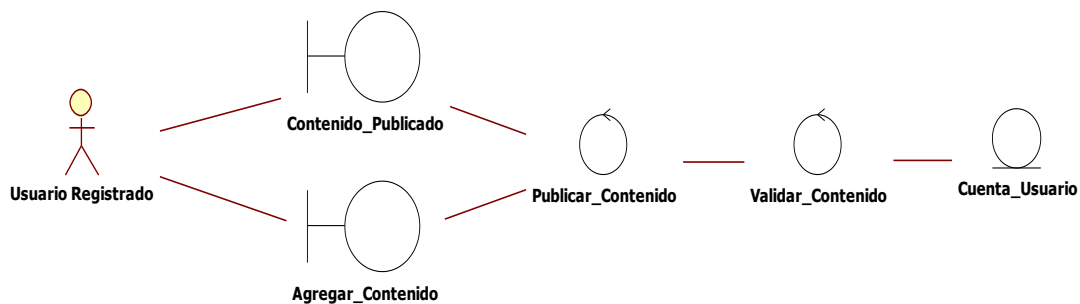 Contenido_Publicado
Usuario Registrado
Publicar_Contenido
Validar_Contenido
Cuenta_Usuario
Agregar_Contenido